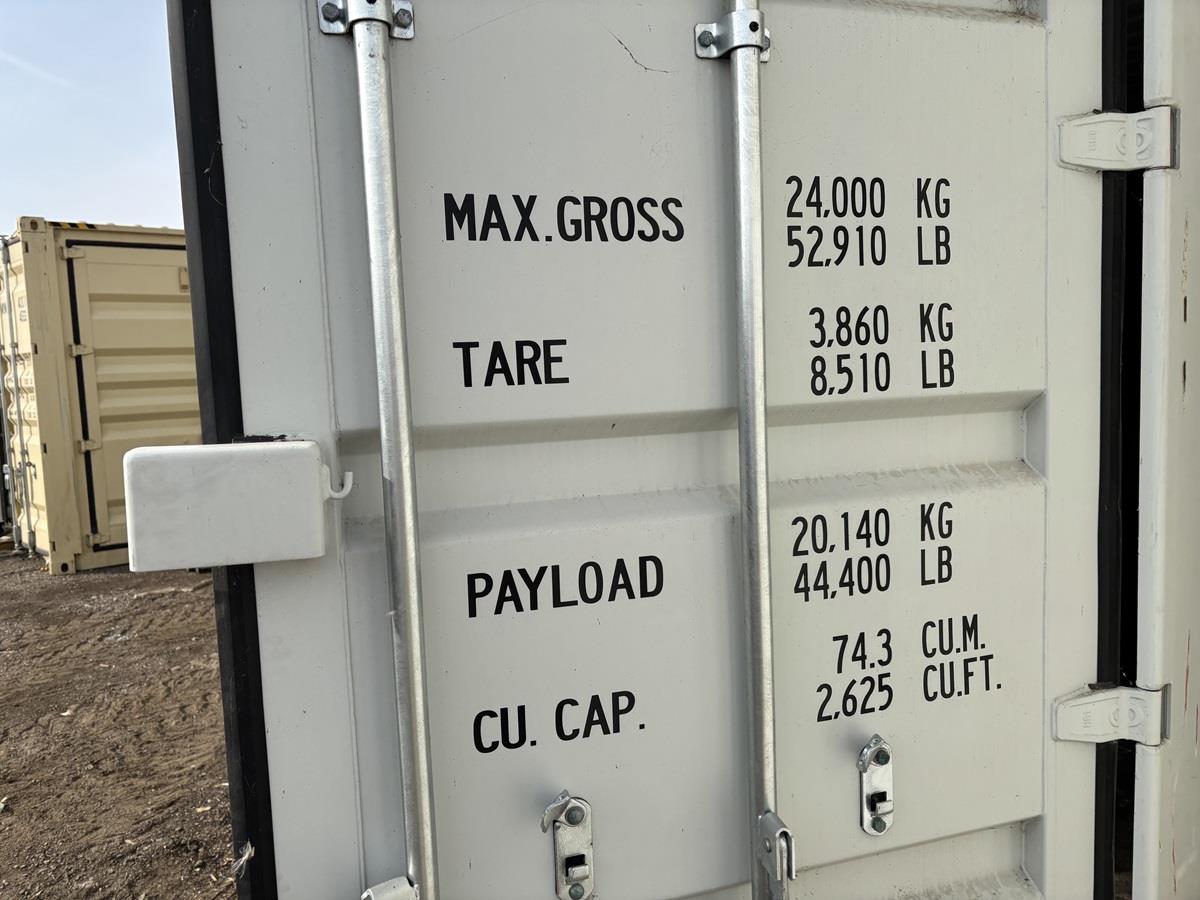 MAX.GROSS 24,000 KG
52,910 LB
TARE 3,860 KG
8,510 LB
PAYLOAD 20,140 KG
44,400 LB
CU. CAP. 74.3 CU.M.
2,625 CU.FT.